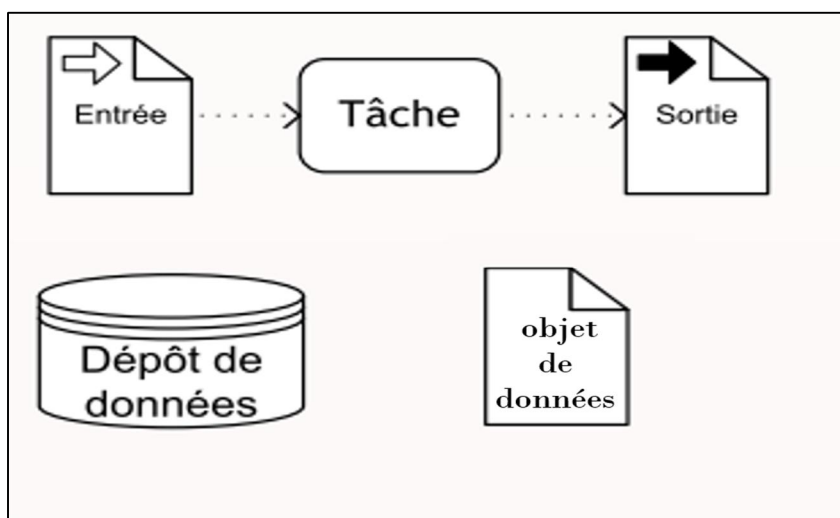 Entrée
Tâche
Sortie
Dépôt de
données
objet
de
données